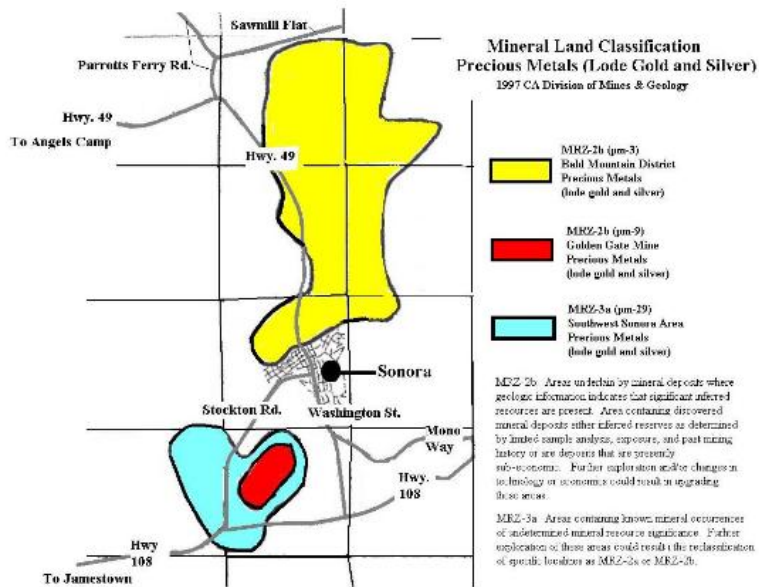 Sawmill Flat
Parrotts Ferry Rd.
Hwy. 49
To Angels Camp
Hwy. 49
Sonora
Stockton Rd.
Washington St.
Mono
Way
Hwy.
108
Hwy
108
To Jamestown
Mineral Land Classification
Precious Metals (Lode Gold and Silver)
1997 CA Division of Mines & Geology
MRZ-2b (pm-3)
Bald Mountain District
Precious Metals
(lode gold and silver)
MRZ-2b (pm-9)
Golden Gate Mine
Precious Metals
(lode gold and silver)
MRZ-3a (pm-29)
Southwest Sonora Area
Precious Metals
(lode gold and silver)
MRZ-2b Areas underlain by mineral deposits where
geologic information indicates that significant inferred
resources are present. Area containing discovered
mineral deposits either inferred reserves as determined
by limited sample analysis, exposure, and past mining
history or are deposits that are presently
sub-economic. Further exploration and/or changes in
technology or economics could result in upgrading
these areas.
MRZ-3a Areas containing known mineral occurrences
of undetermined mineral resource significance. Further
exploration of these areas could result i the reclassification
of specific localities as MRZ-2a or MRZ-2b.